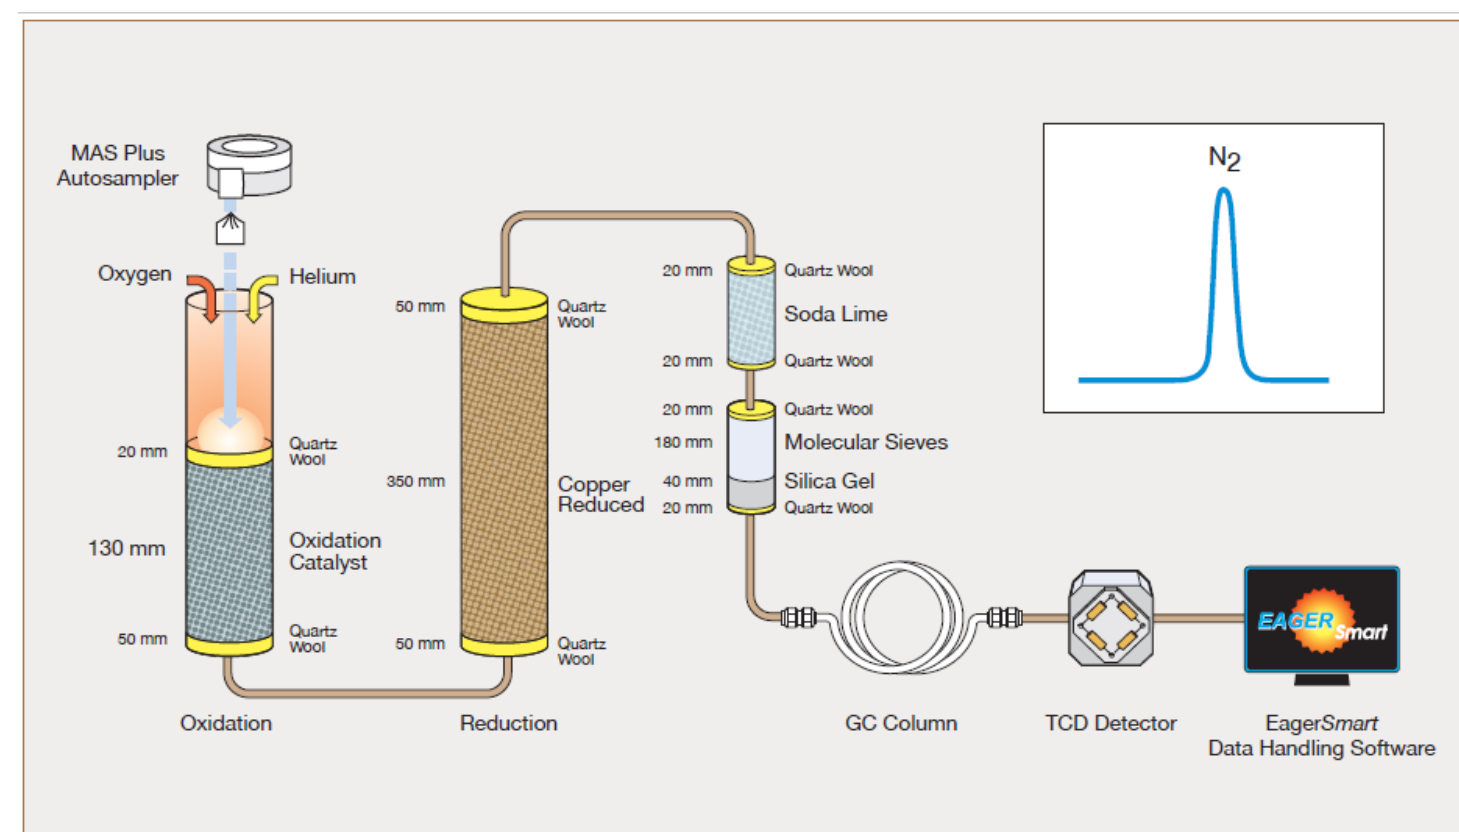 MAS Plus
Autosampler
Oxygen
Helium
20 mm
Quartz
Wool
130 mm
Oxidation
Catalyst
50 mm
Quartz
Wool
Oxidation
50 mm
Quartz
Wool
350 mm
Copper
Reduced
50 mm
Quartz
Wool
Reduction
20 mm
Quartz Wool
Soda Lime
20 mm
Quartz Wool
20 mm
Quartz Wool
180 mm
Molecular Sieves
40 mm
Silica Gel
20 mm
Quartz Wool
N2
GC Column
TCD Detector
EAGER
Smart
EagerSmart
Data Handling Software